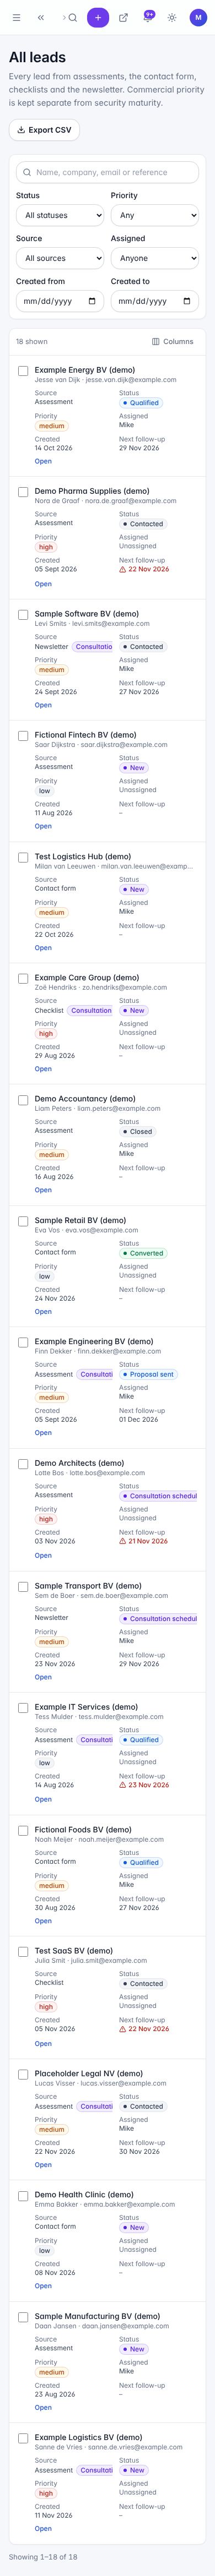 9+
M
All leads
Every lead from assessments, the contact form,
checklists and the newsletter. Commercial priority
is kept separate from security maturity.
Export CSV
Name, company, email or reference
Status Priority
All statuses Any
Source Assigned
All sources Anyone
Created from Created to
mm/dd/yyyy mm/dd/yyyy
18 shown Columns
Example Energy BV (demo)
Jesse van Dijk · jesse.van.dijk@example.com
Source Status
Assessment Qualified
Priority Assigned
medium Mike
Created Next follow-up
14 Oct 2026 29 Nov 2026
Open
Demo Pharma Supplies (demo)
Nora de Graaf · nora.de.graaf@example.com
Source Status
Assessment Contacted
Priority Assigned
high Unassigned
Created Next follow-up
05 Sept 2026 22 Nov 2026
Open
Sample Software BV (demo)
Levi Smits · levi.smits@example.com
Source Status
Newsletter Consultatio Contacted
Priority Assigned
medium Mike
Created Next follow-up
24 Sept 2026 27 Nov 2026
Open
Fictional Fintech BV (demo)
Saar Dijkstra · saar.dijkstra@example.com
Source Status
Assessment New
Priority Assigned
low Unassigned
Created Next follow-up
11 Aug 2026 –
Open
Test Logistics Hub (demo)
Milan van Leeuwen · milan.van.leeuwen@examp...
Source Status
Contact form New
Priority Assigned
medium Mike
Created Next follow-up
22 Oct 2026 –
Open
Example Care Group (demo)
Zoë Hendriks · zo.hendriks@example.com
Source Status
Checklist Consultation New
Priority Assigned
high Unassigned
Created Next follow-up
29 Aug 2026 –
Open
Demo Accountancy (demo)
Liam Peters · liam.peters@example.com
Source Status
Assessment Closed
Priority Assigned
medium Mike
Created Next follow-up
16 Aug 2026 –
Open
Sample Retail BV (demo)
Eva Vos · eva.vos@example.com
Source Status
Contact form Converted
Priority Assigned
low Unassigned
Created Next follow-up
24 Nov 2026 –
Open
Example Engineering BV (demo)
Finn Dekker · finn.dekker@example.com
Source Status
Assessment Consultati Proposal sent
Priority Assigned
medium Mike
Created Next follow-up
05 Sept 2026 01 Dec 2026
Open
Demo Architects (demo)
Lotte Bos · lotte.bos@example.com
Source Status
Assessment Consultation schedul
Priority Assigned
high Unassigned
Created Next follow-up
03 Nov 2026 21 Nov 2026
Open
Sample Transport BV (demo)
Sem de Boer · sem.de.boer@example.com
Source Status
Newsletter Consultation schedul
Priority Assigned
medium Mike
Created Next follow-up
23 Nov 2026 29 Nov 2026
Open
Example IT Services (demo)
Tess Mulder · tess.mulder@example.com
Source Status
Assessment Consultati Qualified
Priority Assigned
low Unassigned
Created Next follow-up
14 Aug 2026 23 Nov 2026
Open
Fictional Foods BV (demo)
Noah Meijer · noah.meijer@example.com
Source Status
Contact form Qualified
Priority Assigned
medium Mike
Created Next follow-up
30 Aug 2026 27 Nov 2026
Open
Test SaaS BV (demo)
Julia Smit · julia.smit@example.com
Source Status
Checklist Contacted
Priority Assigned
high Unassigned
Created Next follow-up
05 Nov 2026 22 Nov 2026
Open
Placeholder Legal NV (demo)
Lucas Visser · lucas.visser@example.com
Source Status
Assessment Consultati Contacted
Priority Assigned
medium Mike
Created Next follow-up
22 Nov 2026 30 Nov 2026
Open
Demo Health Clinic (demo)
Emma Bakker · emma.bakker@example.com
Source Status
Contact form New
Priority Assigned
low Unassigned
Created Next follow-up
08 Nov 2026 –
Open
Sample Manufacturing BV (demo)
Daan Jansen · daan.jansen@example.com
Source Status
Assessment New
Priority Assigned
medium Mike
Created Next follow-up
23 Aug 2026 –
Open
Example Logistics BV (demo)
Sanne de Vries · sanne.de.vries@example.com
Source Status
Assessment Consultati New
Priority Assigned
high Unassigned
Created Next follow-up
11 Nov 2026 –
Open
Showing 1–18 of 18